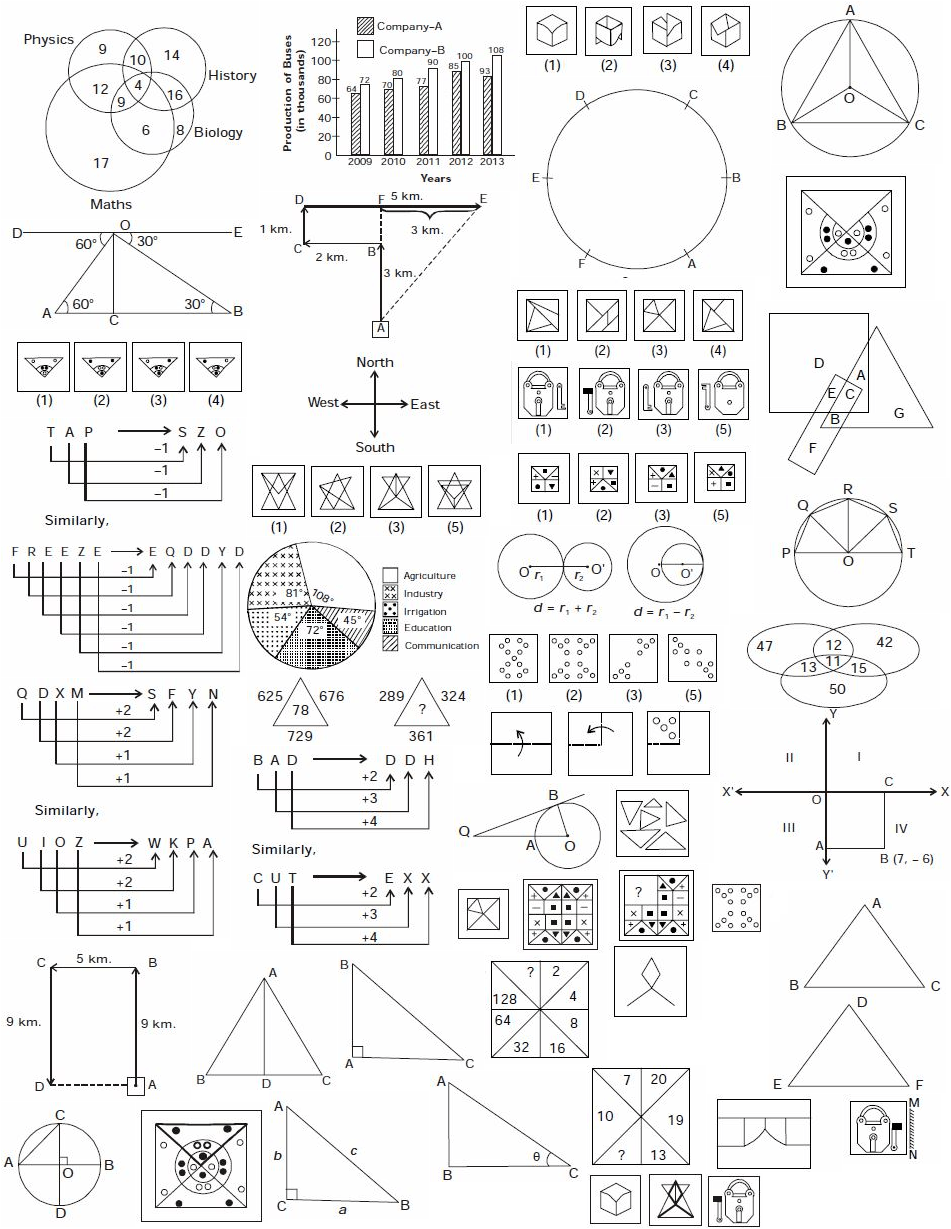 Physics
9
10
14
History
12
4
9
16
6
8
Biology
17
Maths
Company-A
Company-B
Production of Buses
(in thousands)
120
100
80
60
40
20
0
64 72 70 80 77 90 85 100 93 108
2009 2010 2011 2012 2013
Years
(1) (2) (3) (4)
A
O
B C
D C
E B
F A
D O E
60° 30°
60° 30°
A C B
D F 5 km. E
1 km.
3 km.
C B
2 km.
3 km.
A
North
West East
South
(1) (2) (3) (4)
(1) (2) (3) (4)
(1) (2) (3) (5)
(1) (2) (3) (5)
D A
E C
B G
F
T A P S Z O
–1
–1
–1
Similarly,
F R E E Z E E Q D D Y D
–1
–1
–1
–1
–1
–1
(1) (2) (3) (5)
81° 108°
54° 45°
72°
Agriculture
Industry
Irrigation
Education
Communication
O r1 r2 O'
d = r1 + r2
O O'
d = r1 – r2
R
Q S
P O T
47 12 42
13 11 15
50
(1) (2) (3) (5)
Q D X M S F Y N
+2
+2
+1
+1
Similarly,
U I O Z W K P A
+2
+2
+1
+1
625 676
78
729
289 324
?
361
B A D D D H
+2
+3
+4
Similarly,
C U T E X X
+2
+3
+4
B
Q A O
Y
II I
C
X' O X
III IV
A
B (7, – 6)
Y'
?
A
B C
D
E F
C 5 km. B
9 km. 9 km.
D A
A
B D C
B
A C
? 2
128 4
64 8
32 16
A
B θ C
7 20
10 19
? 13
M
N
C
A O B
D
A
b c
C a B